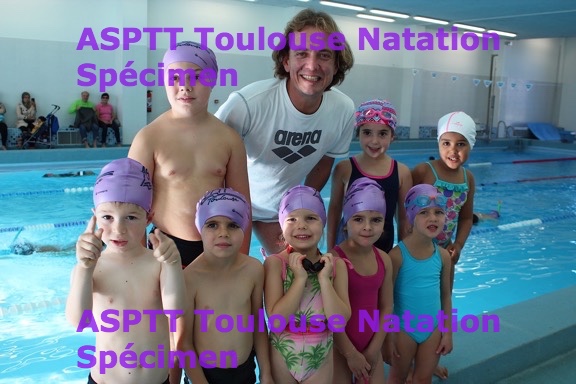 ASPTT Toulouse Natation
Spécimen
arena
ASPTT Toulouse Natation
Spécimen